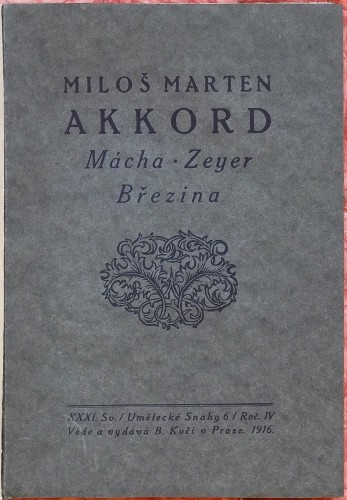 MILOŠ MARTEN
AKKORD
Mácha · Zeyer
Březina
XXXI. Sv. / Umělecké Snahy 6 / Roč. IV
Vede a vydává B. Kočí v Praze. 1916.